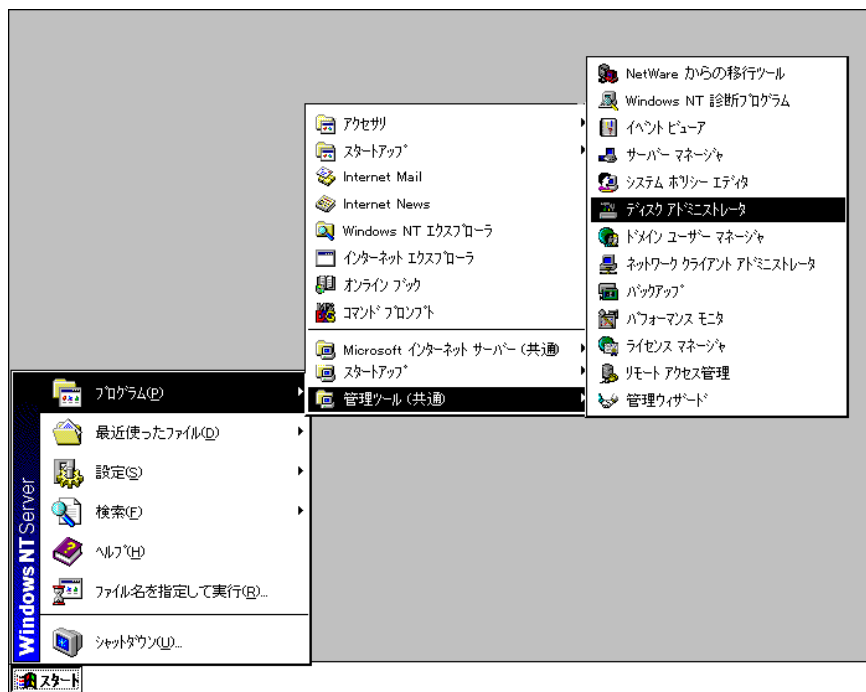 NetWare からの移行ツール
Windows NT 診断ﾌﾟﾛｸﾞﾗﾑ
ｲﾍﾞﾝﾄ ﾋﾞｭｰｱ
ｻｰﾊﾞｰ ﾏﾈｰｼﾞｬ
ｼｽﾃﾑ ﾎﾟﾘｼｰ ｴﾃﾞｨﾀ
ﾃﾞｨｽｸ ｱﾄﾞﾐﾆｽﾄﾚｰﾀ
ﾄﾞﾒｲﾝ ﾕｰｻﾞｰ ﾏﾈｰｼﾞｬ
ﾈｯﾄﾜｰｸ ｸﾗｲｱﾝﾄ ｱﾄﾞﾐﾆｽﾄﾚｰﾀ
ﾊﾞｯｸｱｯﾌﾟ
ﾊﾟﾌｫｰﾏﾝｽ ﾓﾆﾀ
ﾗｲｾﾝｽ ﾏﾈｰｼﾞｬ
ﾘﾓｰﾄ ｱｸｾｽ管理
管理ｳｨｻﾞｰﾄﾞ
ｱｸｾｻﾘ
ｽﾀｰﾄｱｯﾌﾟ
Internet Mail
Internet News
Windows NT ｴｸｽﾌﾟﾛｰﾗ
ｲﾝﾀｰﾈｯﾄ ｴｸｽﾌﾟﾛｰﾗ
ｵﾝﾗｲﾝ ﾌﾞｯｸ
ｺﾏﾝﾄﾞ ﾌﾟﾛﾝﾌﾟﾄ
Microsoft ｲﾝﾀｰﾈｯﾄ ｻｰﾊﾞｰ (共通)
ｽﾀｰﾄｱｯﾌﾟ
管理ﾂｰﾙ (共通)
ﾌﾟﾛｸﾞﾗﾑ(P)
最近使ったﾌｧｲﾙ(D)
設定(S)
検索(F)
ﾍﾙﾌﾟ(H)
ﾌｧｲﾙ名を指定して実行(R)...
ｼｬｯﾄﾀﾞｳﾝ(U)...
Windows NT Server
ｽﾀｰﾄ